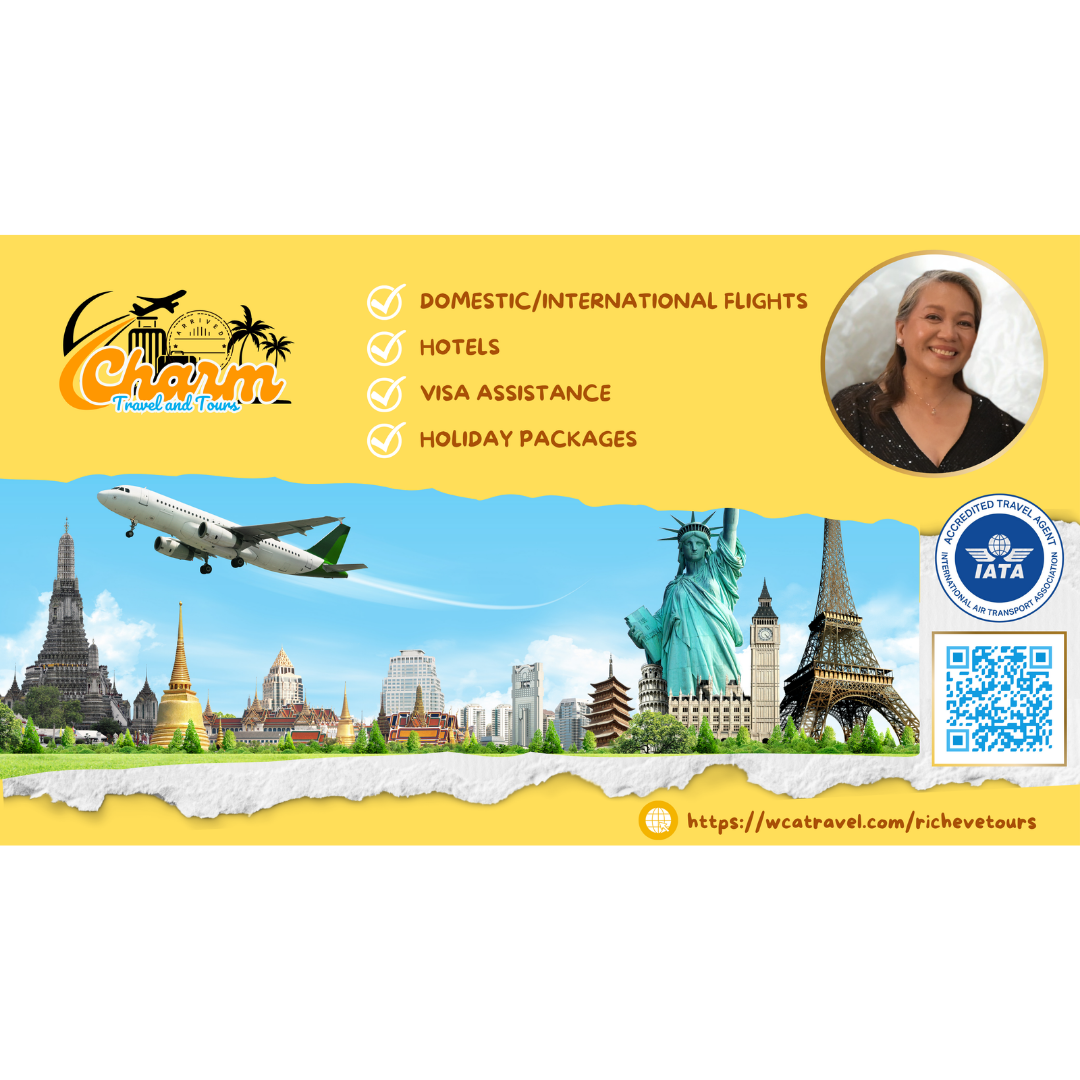 ARRIVED
Charm
Travel and Tours
DOMESTIC/INTERNATIONAL FLIGHTS
HOTELS
VISA ASSISTANCE
HOLIDAY PACKAGES
ACCREDITED TRAVEL AGENT
IATA
INTERNATIONAL AIR TRANSPORT ASSOCIATION
https://wcatravel.com/richevetours